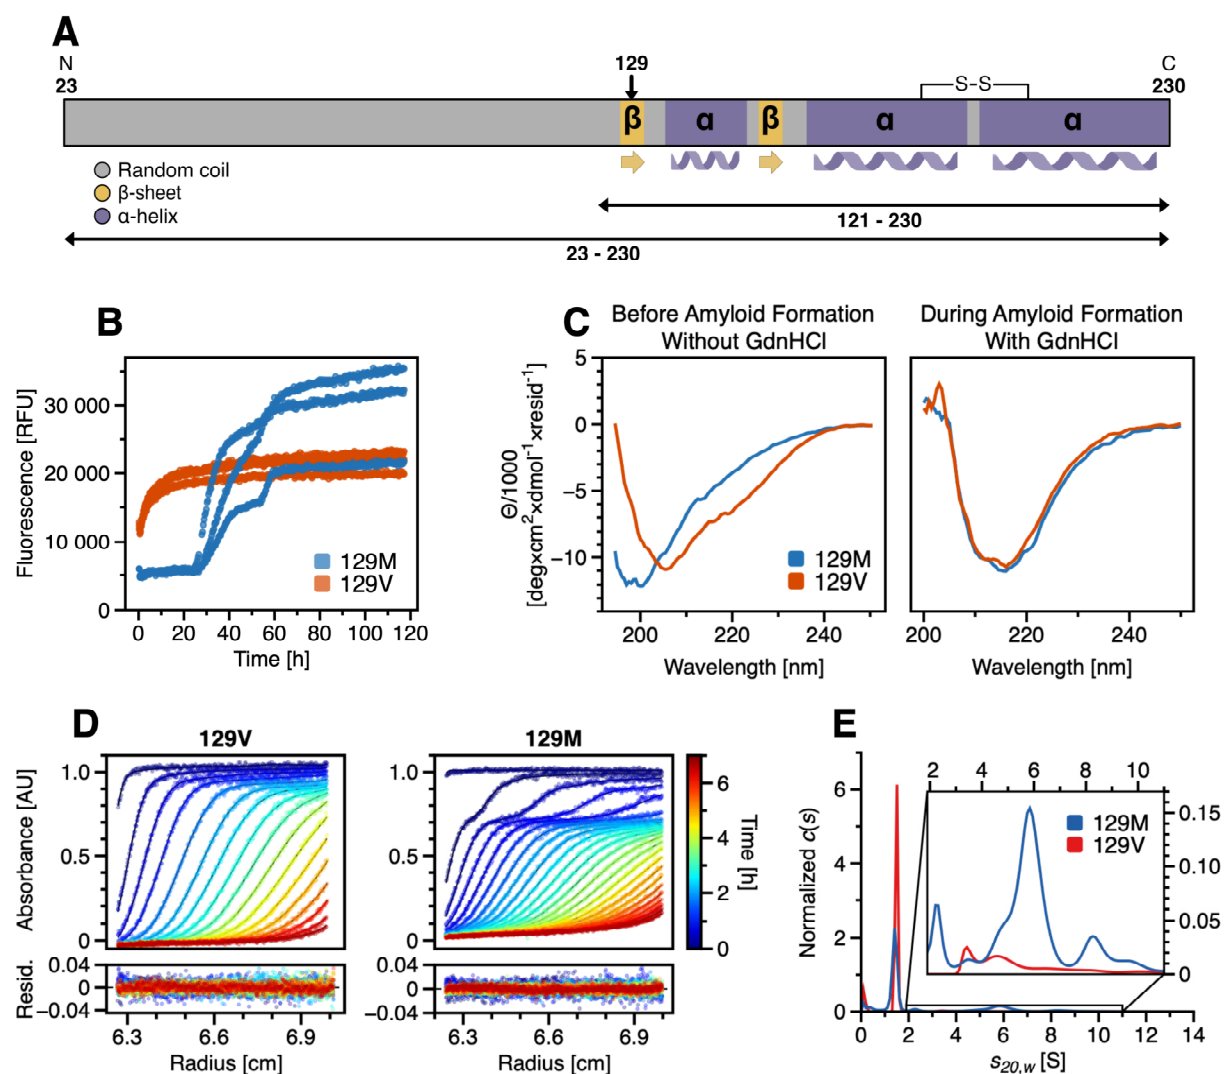 A
N
23
129
S-S
C
230
β
α
β
α
α
Random coil
β-sheet
α-helix
121 - 230
23 - 230
B
Fluorescence [RFU]
30 000
20 000
10 000
0
0 20 40 60 80 100 120
Time [h]
129M
129V
C
Before Amyloid Formation
Without GdnHCl
During Amyloid Formation
With GdnHCl
Θ/1000
[deg×cm²×dmol⁻¹×resid⁻¹]
5
0
−5
−10
129M
129V
200 220 240
Wavelength [nm]
200 220 240
Wavelength [nm]
D
129V
129M
Absorbance [AU]
1.0
0.5
0
1.0
0.5
0
6
4
2
0
Time [h]
Resid.
0.04
0
−0.04
0.04
0
−0.04
6.3 6.6 6.9
Radius [cm]
6.3 6.6 6.9
Radius [cm]
E
Normalized c(s)
6
4
2
0
2 4 6 8 10
129M
129V
0.15
0.10
0.05
0
0 2 4 6 8 10 12 14
s20,w [S]